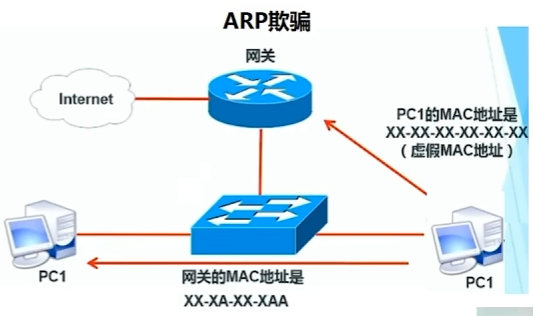 ARP欺骗
网关
Internet
PC1的MAC地址是
XX-XX-XX-XX-XX-XX
（虚假MAC地址）
PC1
网关的MAC地址是
XX-XA-XX-XAA
PC1